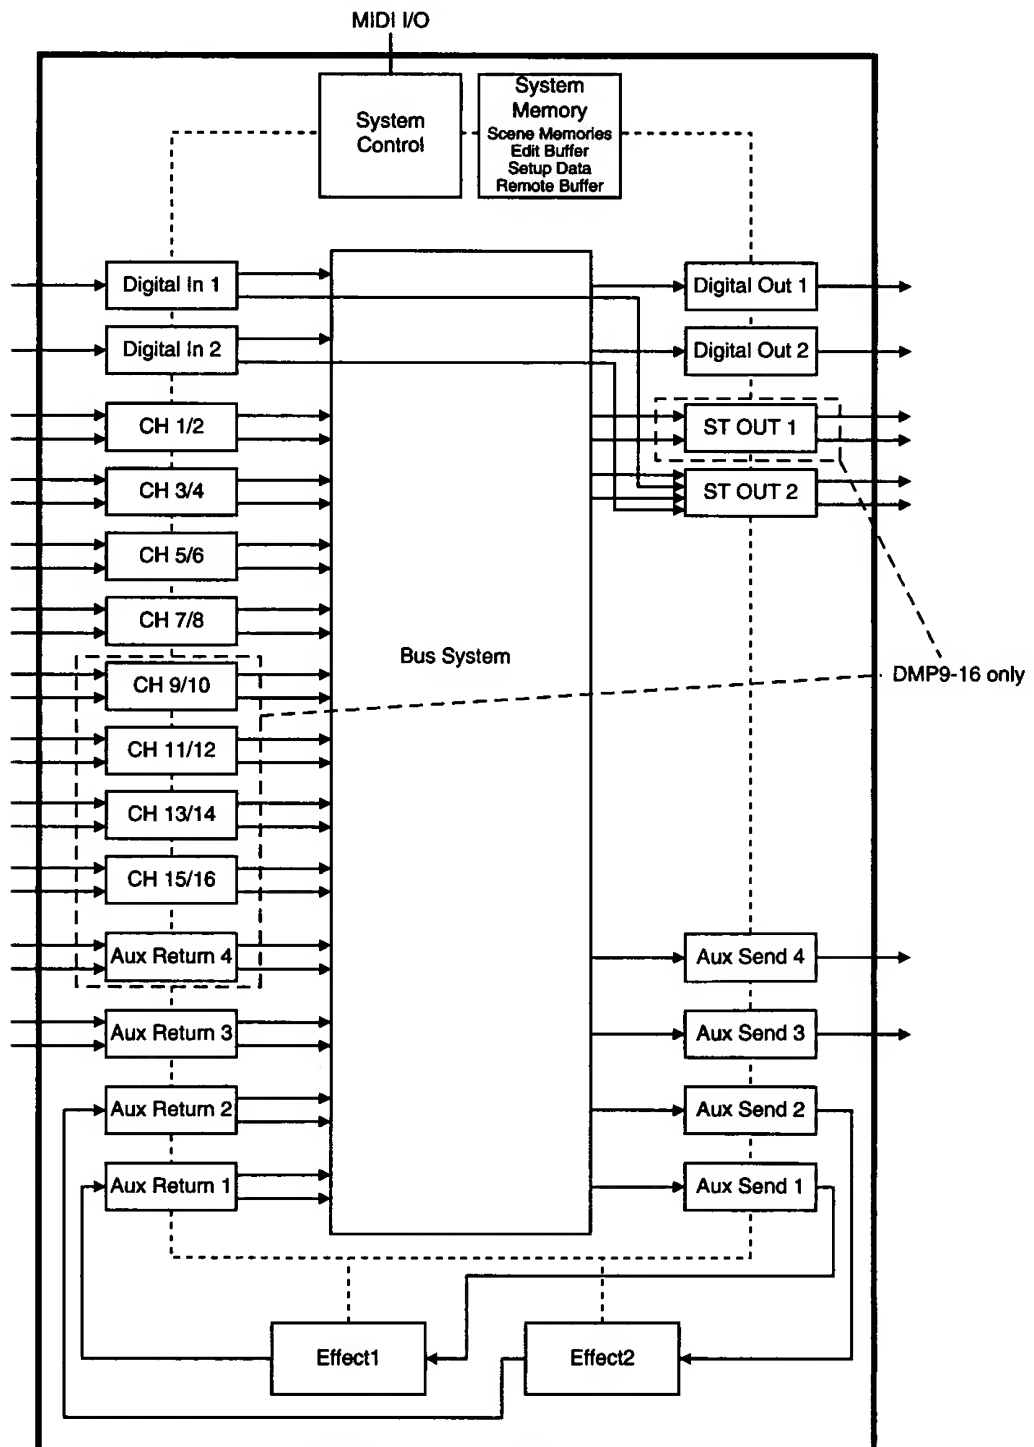 MIDI I/O
System
Control
System
Memory
Scene Memories
Edit Buffer
Setup Data
Remote Buffer
Digital In 1
Digital In 2
CH 1/2
CH 3/4
CH 5/6
CH 7/8
CH 9/10
CH 11/12
CH 13/14
CH 15/16
Aux Return 4
Aux Return 3
Aux Return 2
Aux Return 1
Bus System
Digital Out 1
Digital Out 2
ST OUT 1
ST OUT 2
DMP9-16 only
Aux Send 4
Aux Send 3
Aux Send 2
Aux Send 1
Effect1
Effect2